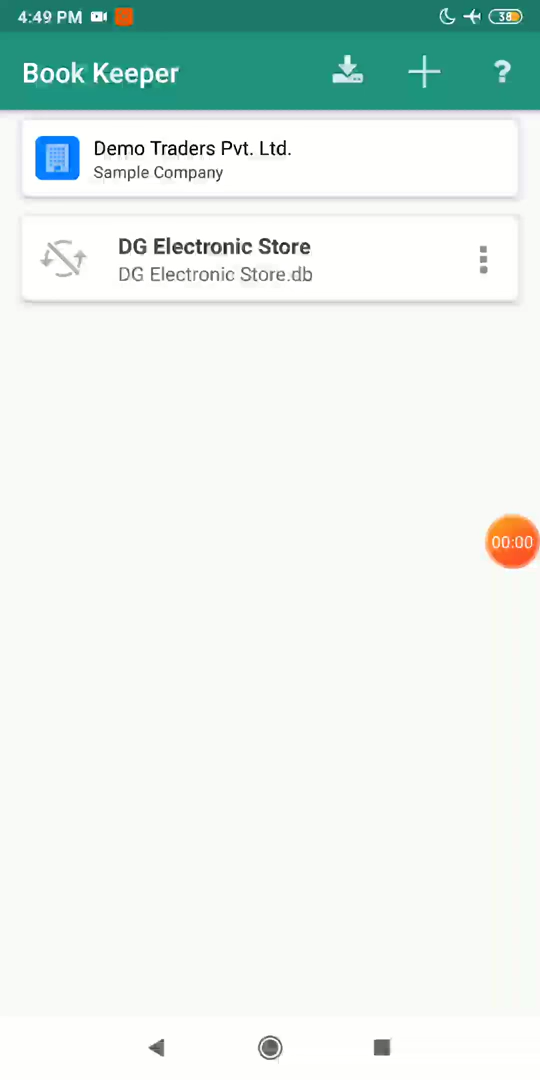 4:49 PM
38
Book Keeper
?
Demo Traders Pvt. Ltd.
Sample Company
DG Electronic Store
DG Electronic Store.db
00:00